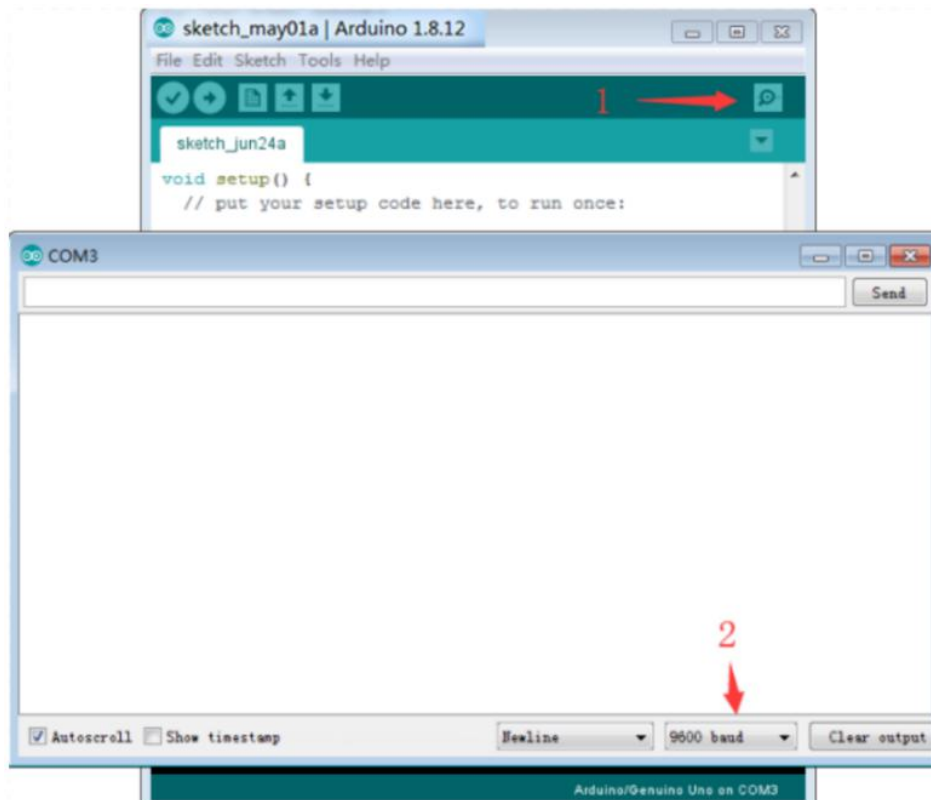 sketch_may01a | Arduino 1.8.12
File Edit Sketch Tools Help
1
sketch_jun24a
void setup() {
// put your setup code here, to run once:
COM3
Send
2
Autoscroll Show timestamp Newline 9600 baud Clear output
Arduino/Genuino Uno on COM3